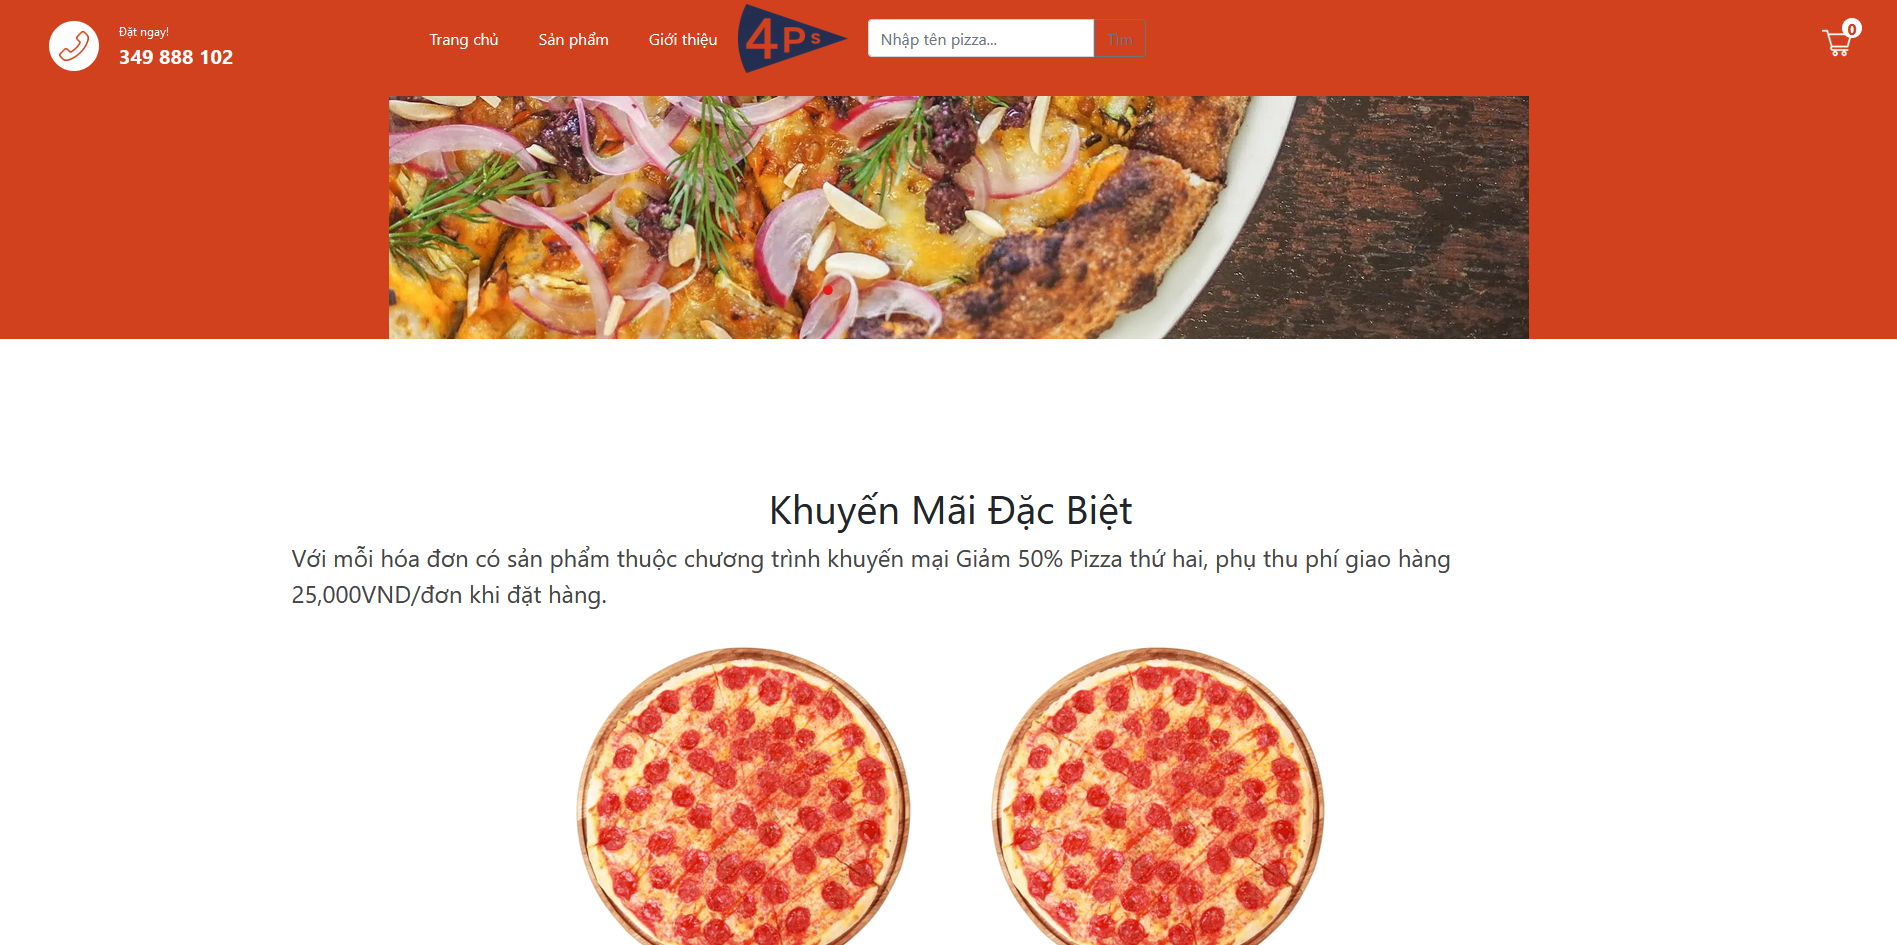 Đặt ngay!
349 888 102
Trang chủ
Sản phẩm
Giới thiệu
4Ps
Nhập tên pizza...
Tìm
0
Khuyến Mãi Đặc Biệt
Với mỗi hóa đơn có sản phẩm thuộc chương trình khuyến mại Giảm 50% Pizza thứ hai, phụ thu phí giao hàng
25,000VND/đơn khi đặt hàng.